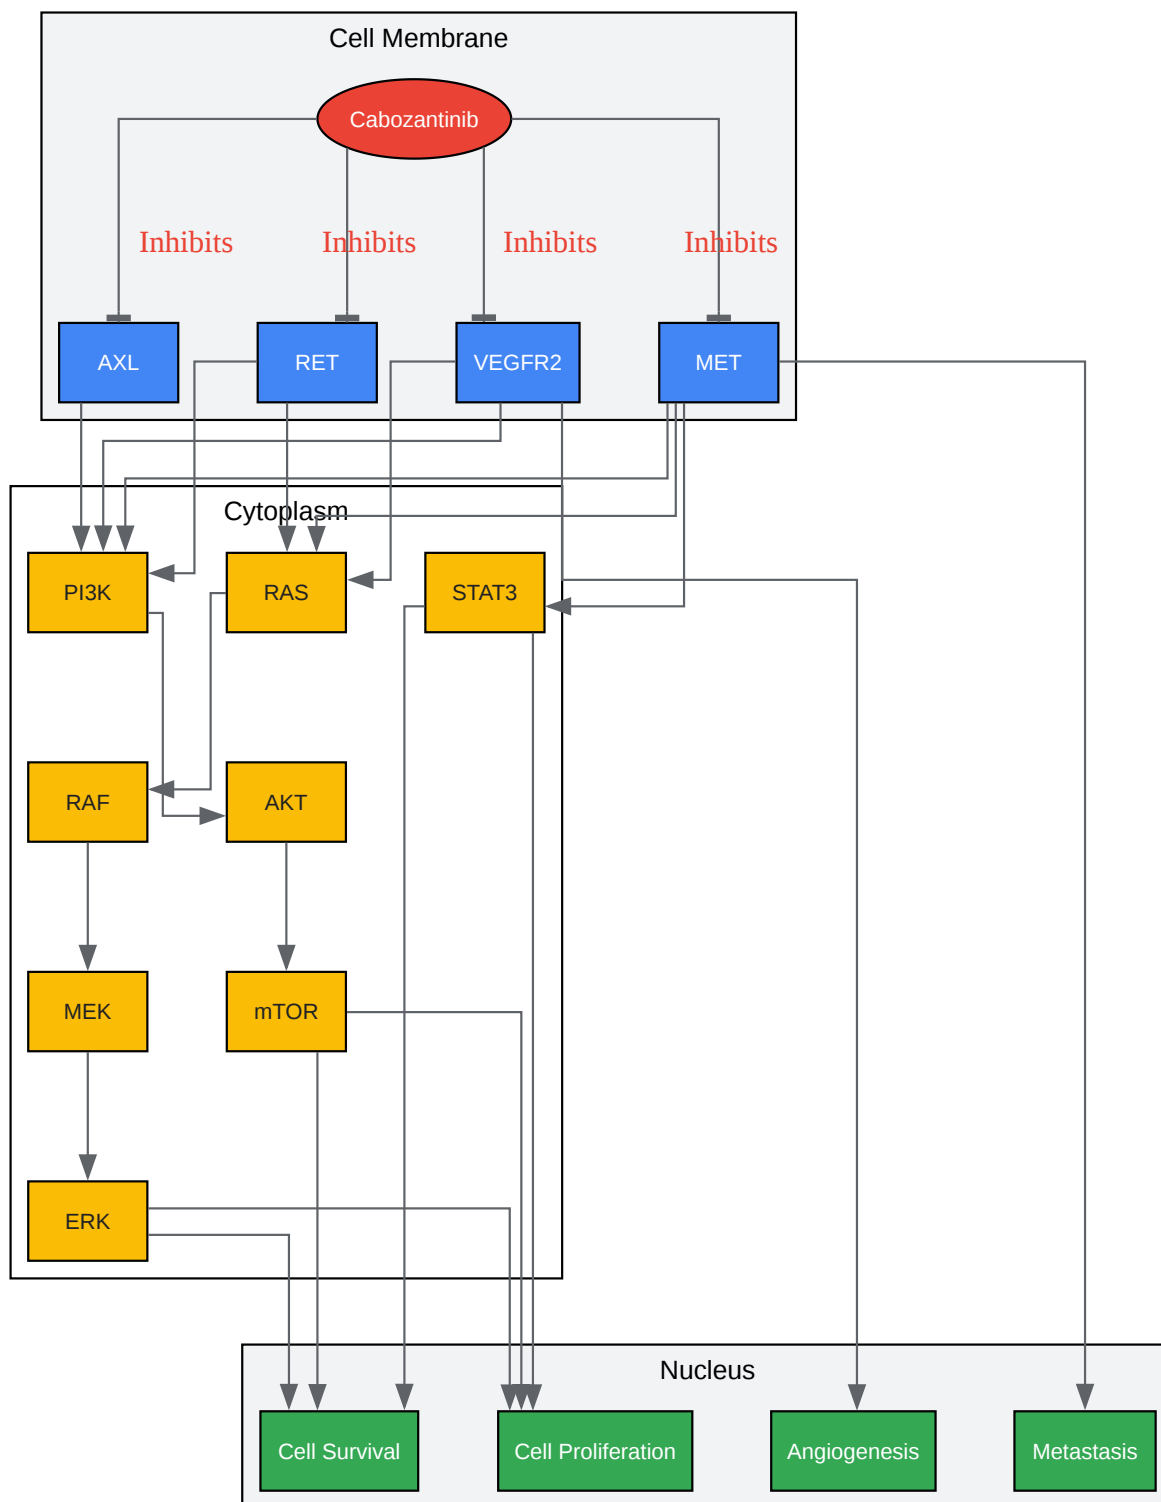 Cell Membrane
Cabozantinib
Inhibits
Inhibits
Inhibits
Inhibits
AXL
RET
VEGFR2
MET
Cytoplasm
PI3K
RAS
STAT3
RAF
AKT
MEK
mTOR
ERK
Nucleus
Cell Survival
Cell Proliferation
Angiogenesis
Metastasis